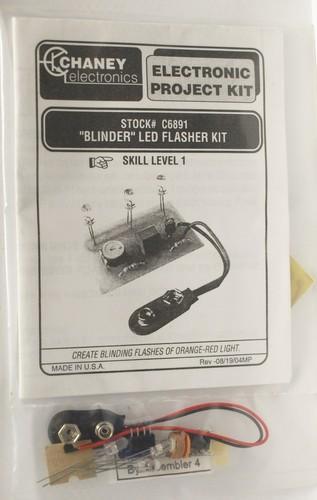 CHANEY
electronics
ELECTRONIC
PROJECT KIT
STOCK# C6891
"BLINDER" LED FLASHER KIT
SKILL LEVEL 1
CREATE BLINDING FLASHES OF ORANGE-RED LIGHT.
MADE IN U.S.A.
Rev -08/19/04MP
4